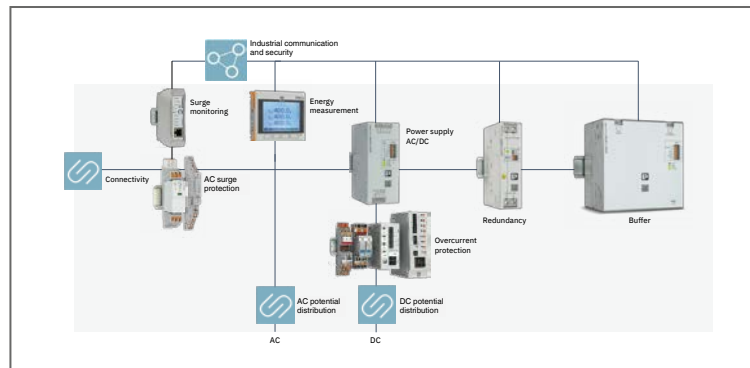 Industrial communication
and security
Surge
monitoring
Energy
measurement
Power supply
AC/DC
Connectivity
AC surge
protection
Redundancy
Buffer
Overcurrent
protection
AC potential
distribution
DC potential
distribution
AC
DC